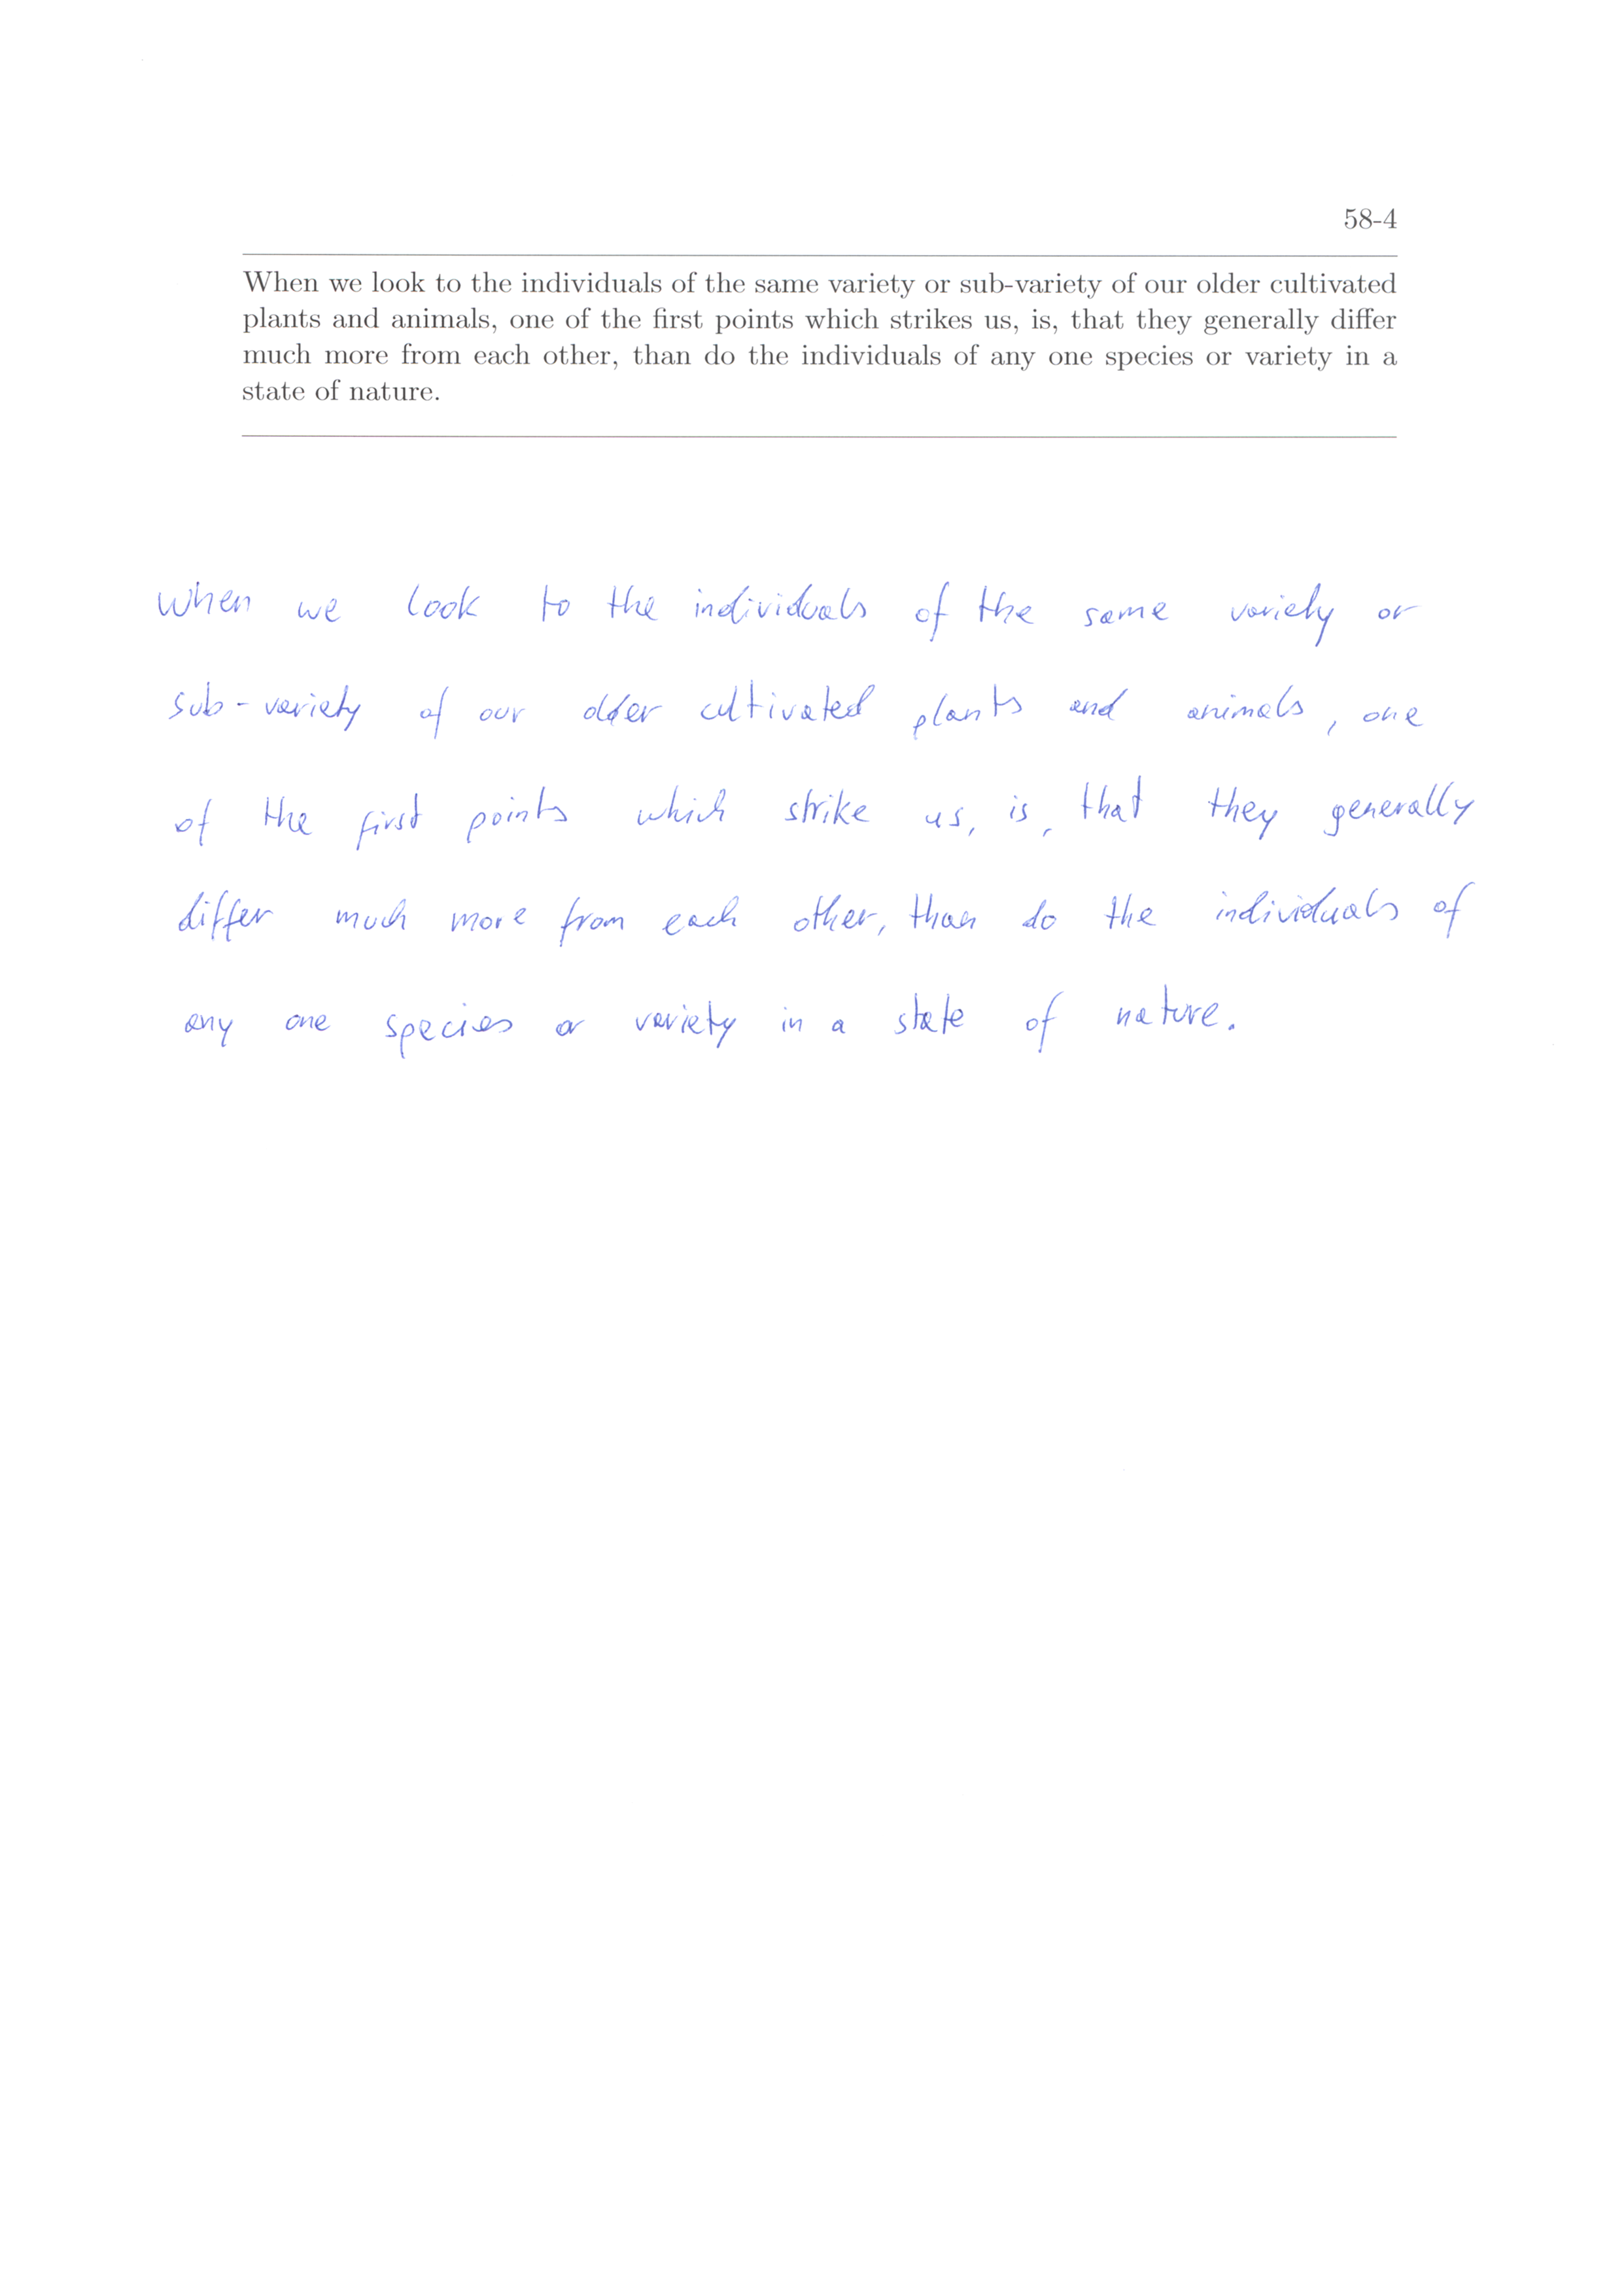 58-4
When we look to the individuals of the same variety or sub-variety of our older cultivated
plants and animals, one of the first points which strikes us, is, that they generally differ
much more from each other, than do the individuals of any one species or variety in a
state of nature.
When we look to the individuals of the same variety or
sub-variety of our older cultivated plants and animals, one
of the first points which strike us, is, that they generally
differ much more from each other, than do the individuals of
any one species or variety in a state of nature.